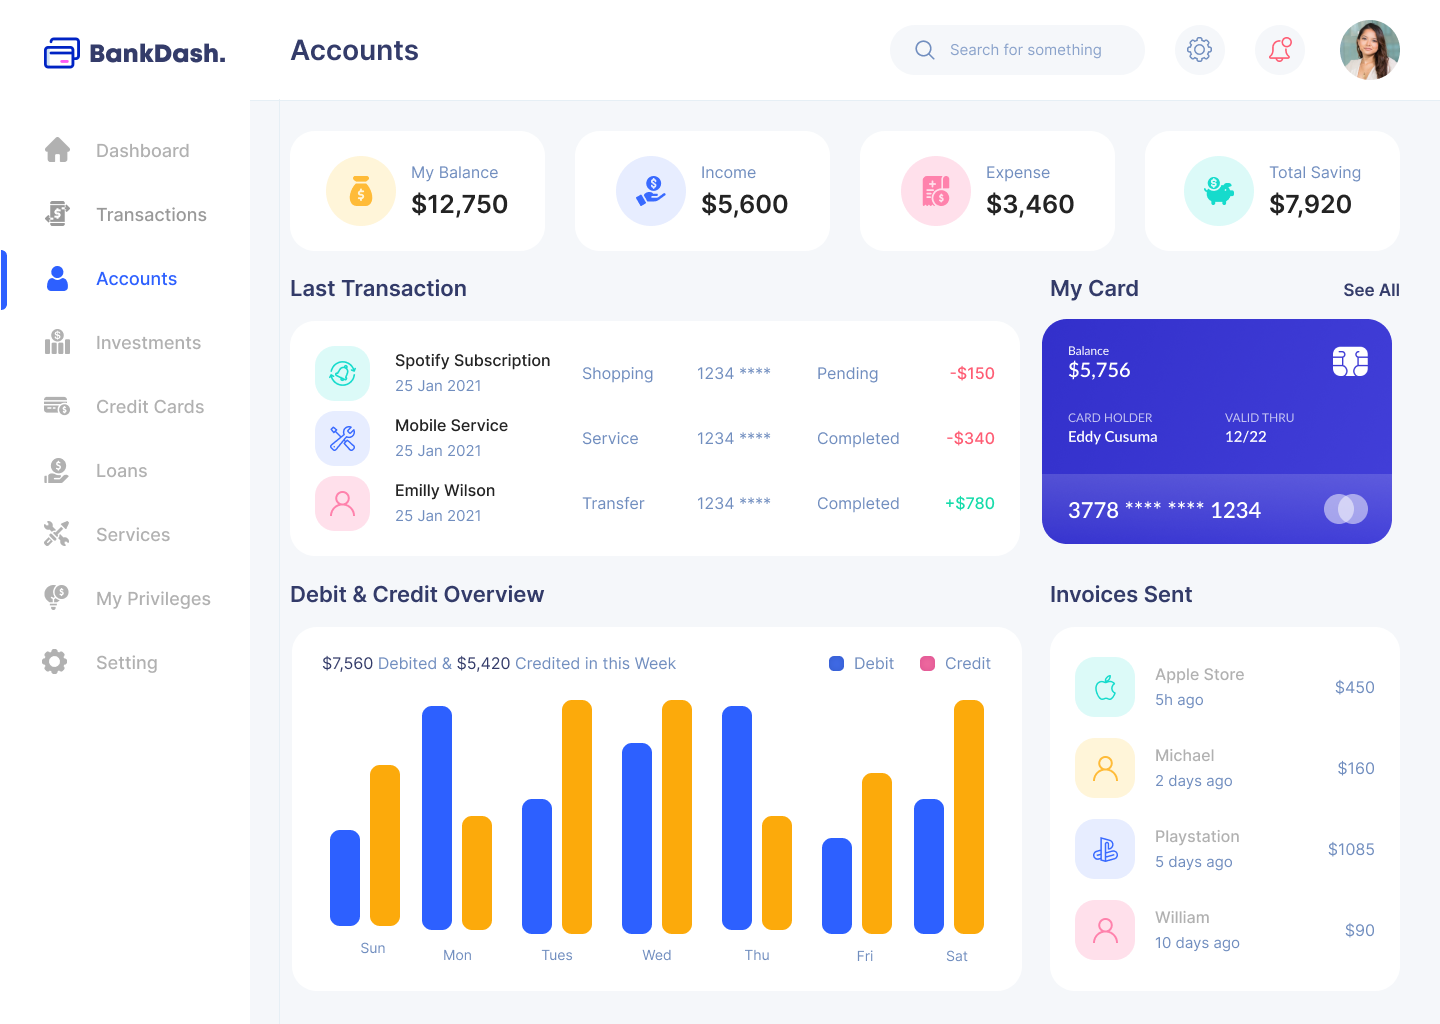 BankDash.
Accounts
Search for something
Dashboard
Transactions
Accounts
Investments
Credit Cards
Loans
Services
My Privileges
Setting
My Balance
$12,750
Income
$5,600
Expense
$3,460
Total Saving
$7,920
Last Transaction
Spotify Subscription
25 Jan 2021
Shopping
1234 ****
Pending
-$150
Mobile Service
25 Jan 2021
Service
1234 ****
Completed
-$340
Emilly Wilson
25 Jan 2021
Transfer
1234 ****
Completed
+$780
My Card
See All
Balance
$5,756
CARD HOLDER
Eddy Cusuma
VALID THRU
12/22
3778 **** **** 1234
Debit & Credit Overview
$7,560 Debited & $5,420 Credited in this Week
Debit
Credit
Sun
Mon
Tues
Wed
Thu
Fri
Sat
Invoices Sent
Apple Store
5h ago
$450
Michael
2 days ago
$160
Playstation
5 days ago
$1085
William
10 days ago
$90